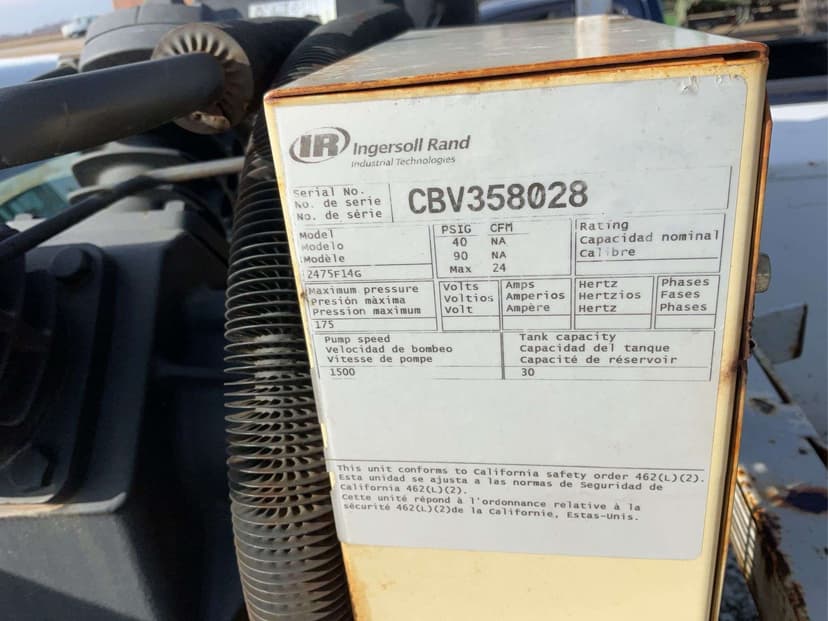 IR Ingersoll Rand
Industrial Technologies
Serial No.
No. de serie
No. de série
CBV358028
Model
Modelo
Modèle
2475F14G
PSIG CFM
40 NA
90 NA
Max 24
Rating
Capacidad nominal
Calibre
Maximum pressure
Presión màxima
Pression maximum
175
Volts
Voltios
Volt
Amps
Amperios
Ampère
Hertz
Hertzios
Hertz
Phases
Fases
Phases
Pump speed
Velocidad de bombeo
Vitesse de pompe
1500
Tank capacity
Capacidad del tanque
Capacité de réservoir
30
This unit conforms to California safety order 462(L)(2).
Esta unidad se ajusta a las normas de Seguridad de
California 462(L)(2).
Cette unité répond à l'ordonnance relative à la
sécurité 462(L)(2)de la Californie, Estas-Unis.